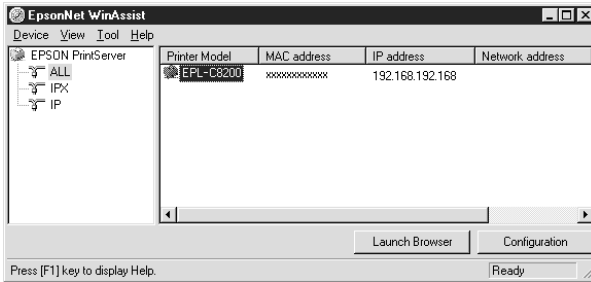 EpsonNet WinAssist
Device View Tool Help
EPSON PrintServer
ALL
IPX
IP
Printer Model MAC address IP address Network address
EPL-C8200 xxxxxxxxxxxx 192.168.192.168
Launch Browser Configuration
Press [F1] key to display Help. Ready